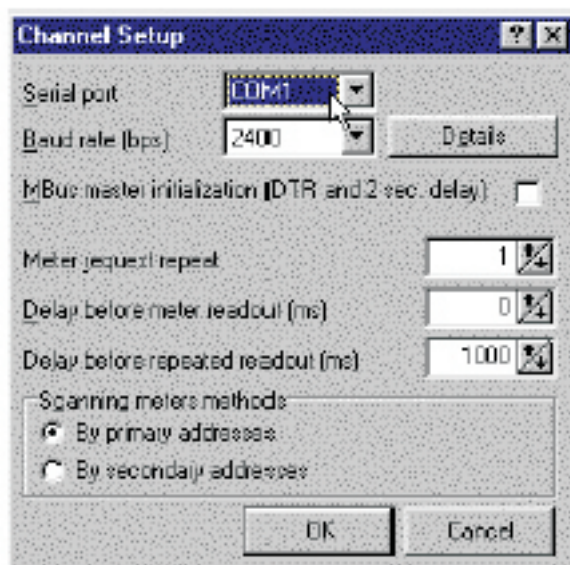 Channel Setup
Serial port COM1
Baud rate (bps) 2400 Details
MBus master initialization (DTR and 2 sec. delay)
Meter request repeat 1
Delay before meter readout (ms) 0
Delay before repeated readout (ms) 1000
Scanning meters methods
By primary addresses
By secondary addresses
OK Cancel